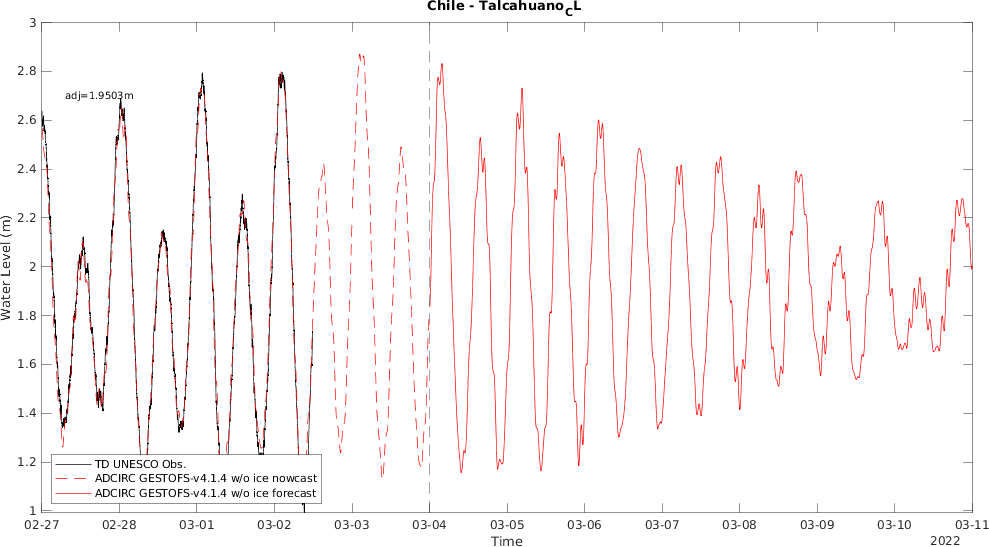 Chile - Talcahuano_CL
3
2.8
adj=1.9503m
2.6
2.4
2.2
2
1.8
1.6
1.4
1.2
1
Water Level (m)
TD UNESCO Obs.
ADCIRC GESTOFS-v4.1.4 w/o ice nowcast
ADCIRC GESTOFS-v4.1.4 w/o ice forecast
02-27 02-28 03-01 03-02 03-03 03-04 03-05 03-06 03-07 03-08 03-09 03-10 03-11
Time
2022